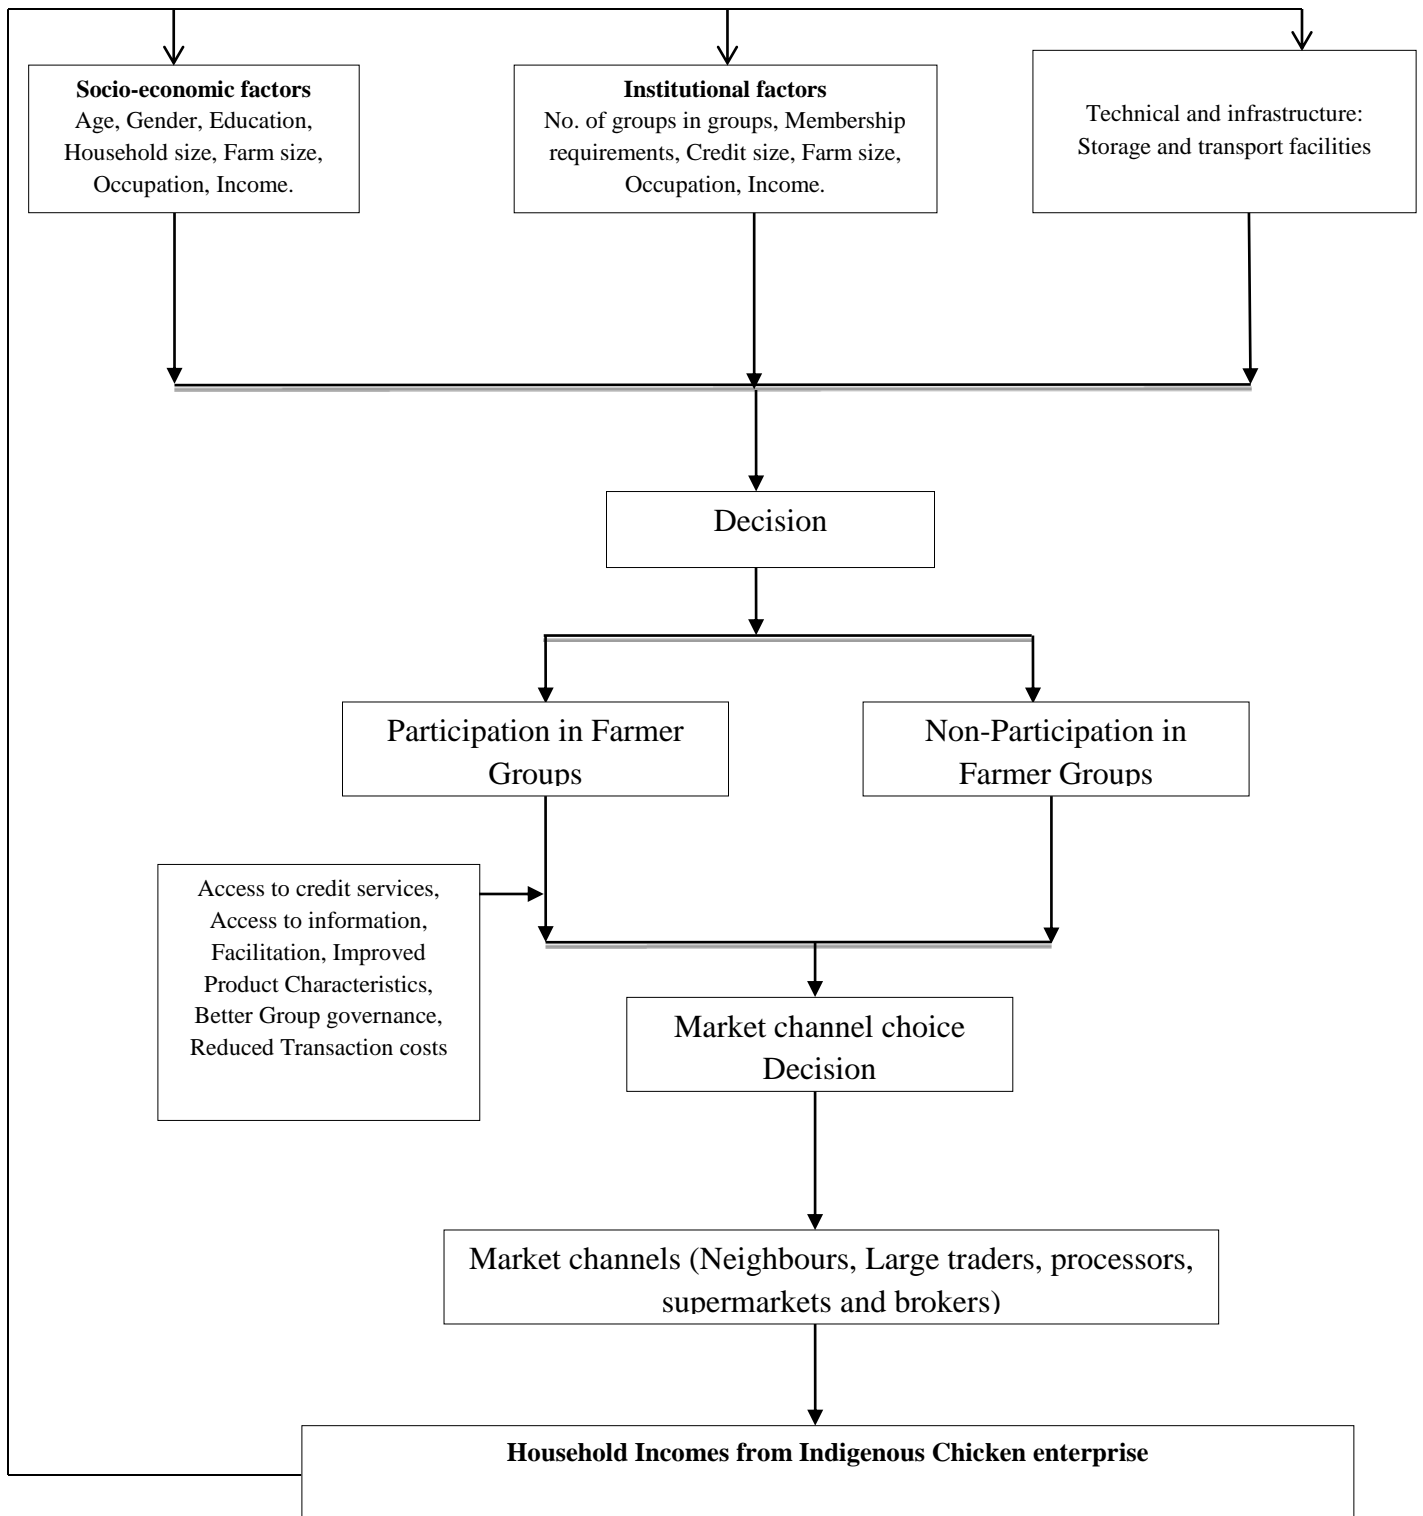 Socio-economic factors
Age, Gender, Education,
Household size, Farm size,
Occupation, Income.
Institutional factors
No. of groups in groups, Membership
requirements, Credit size, Farm size,
Occupation, Income.
Technical and infrastructure:
Storage and transport facilities
Decision
Participation in Farmer
Groups
Non-Participation in
Farmer Groups
Access to credit services,
Access to information,
Facilitation, Improved
Product Characteristics,
Better Group governance,
Reduced Transaction costs
Market channel choice
Decision
Market channels (Neighbours, Large traders, processors,
supermarkets and brokers)
Household Incomes from Indigenous Chicken enterprise